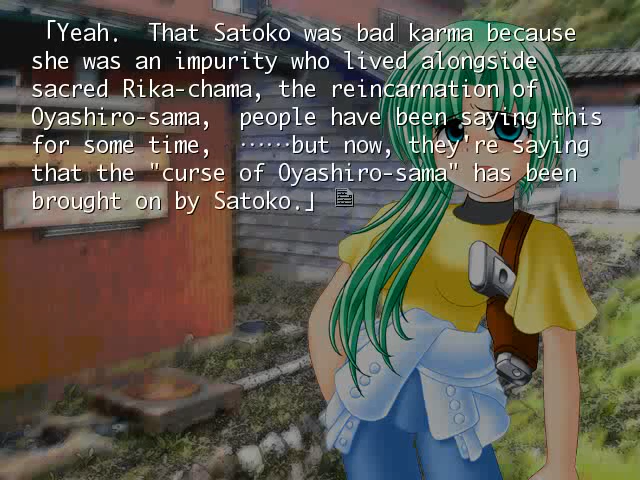 「Yeah.  That Satoko was bad karma because
she was an impurity who lived alongside
sacred Rika-chama, the reincarnation of
Oyashiro-sama,  people have been saying this
for some time,  ……but now, they're saying
that the "curse of Oyashiro-sama" has been
brought on by Satoko.」